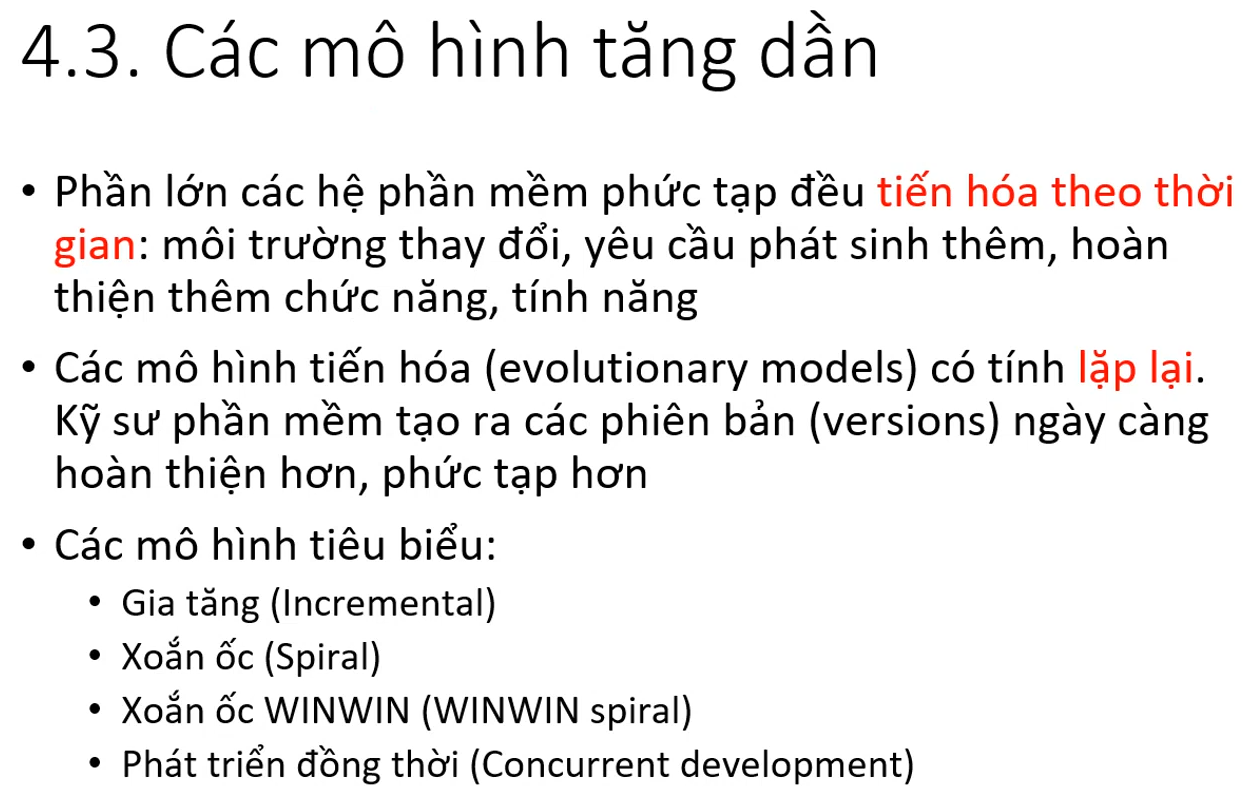 4.3. Các mô hình tăng dần
• Phần lớn các hệ phần mềm phức tạp đều tiến hóa theo thời
gian: môi trường thay đổi, yêu cầu phát sinh thêm, hoàn
thiện thêm chức năng, tính năng
• Các mô hình tiến hóa (evolutionary models) có tính lặp lại.
Kỹ sư phần mềm tạo ra các phiên bản (versions) ngày càng
hoàn thiện hơn, phức tạp hơn
• Các mô hình tiêu biểu:
• Gia tăng (Incremental)
• Xoắn ốc (Spiral)
• Xoắn ốc WINWIN (WINWIN spiral)
• Phát triển đồng thời (Concurrent development)